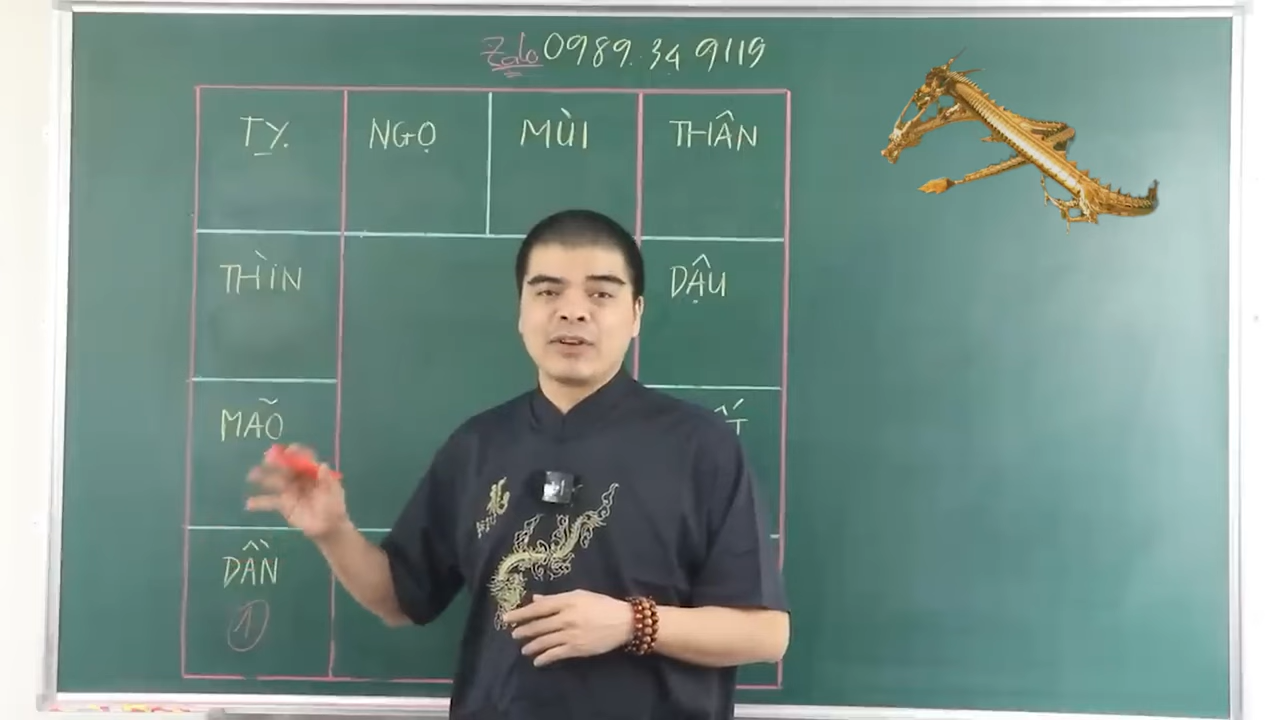 Zalo 0989.34 9119
TỴ. NGỌ MÙI THÂN
THÌN DẬU
MÃO
DẦN
1